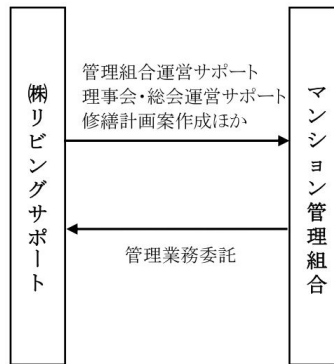 ㈱リビングサポート
管理組合運営サポート
理事会・総会運営サポート
修繕計画案作成ほか
管理業務委託
マンション管理組合